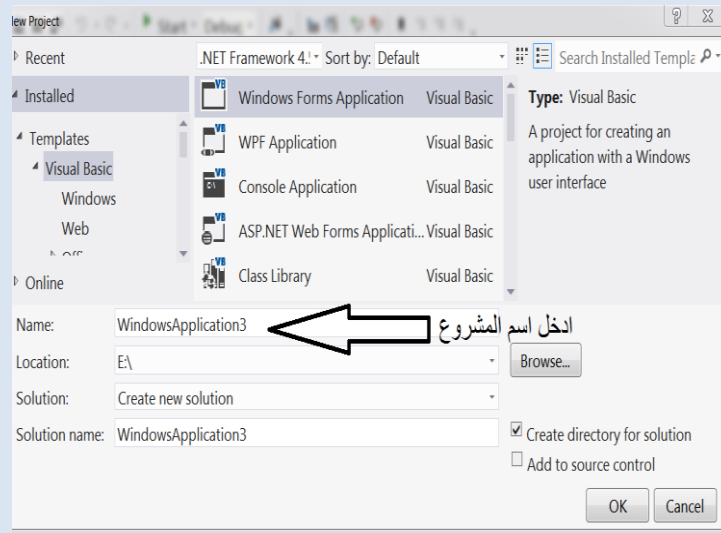 New Project
Recent
.NET Framework 4. Sort by: Default
Search Installed Templa
Installed
Windows Forms Application Visual Basic
Type: Visual Basic
Templates
WPF Application Visual Basic
A project for creating an
application with a Windows
user interface
Visual Basic
Console Application Visual Basic
Windows
Web
ASP.NET Web Forms Applicati... Visual Basic
Class Library Visual Basic
Online
Name: WindowsApplication3
ادخل اسم المشروع
Location: E:\
Browse...
Solution: Create new solution
Solution name: WindowsApplication3
Create directory for solution
Add to source control
OK Cancel